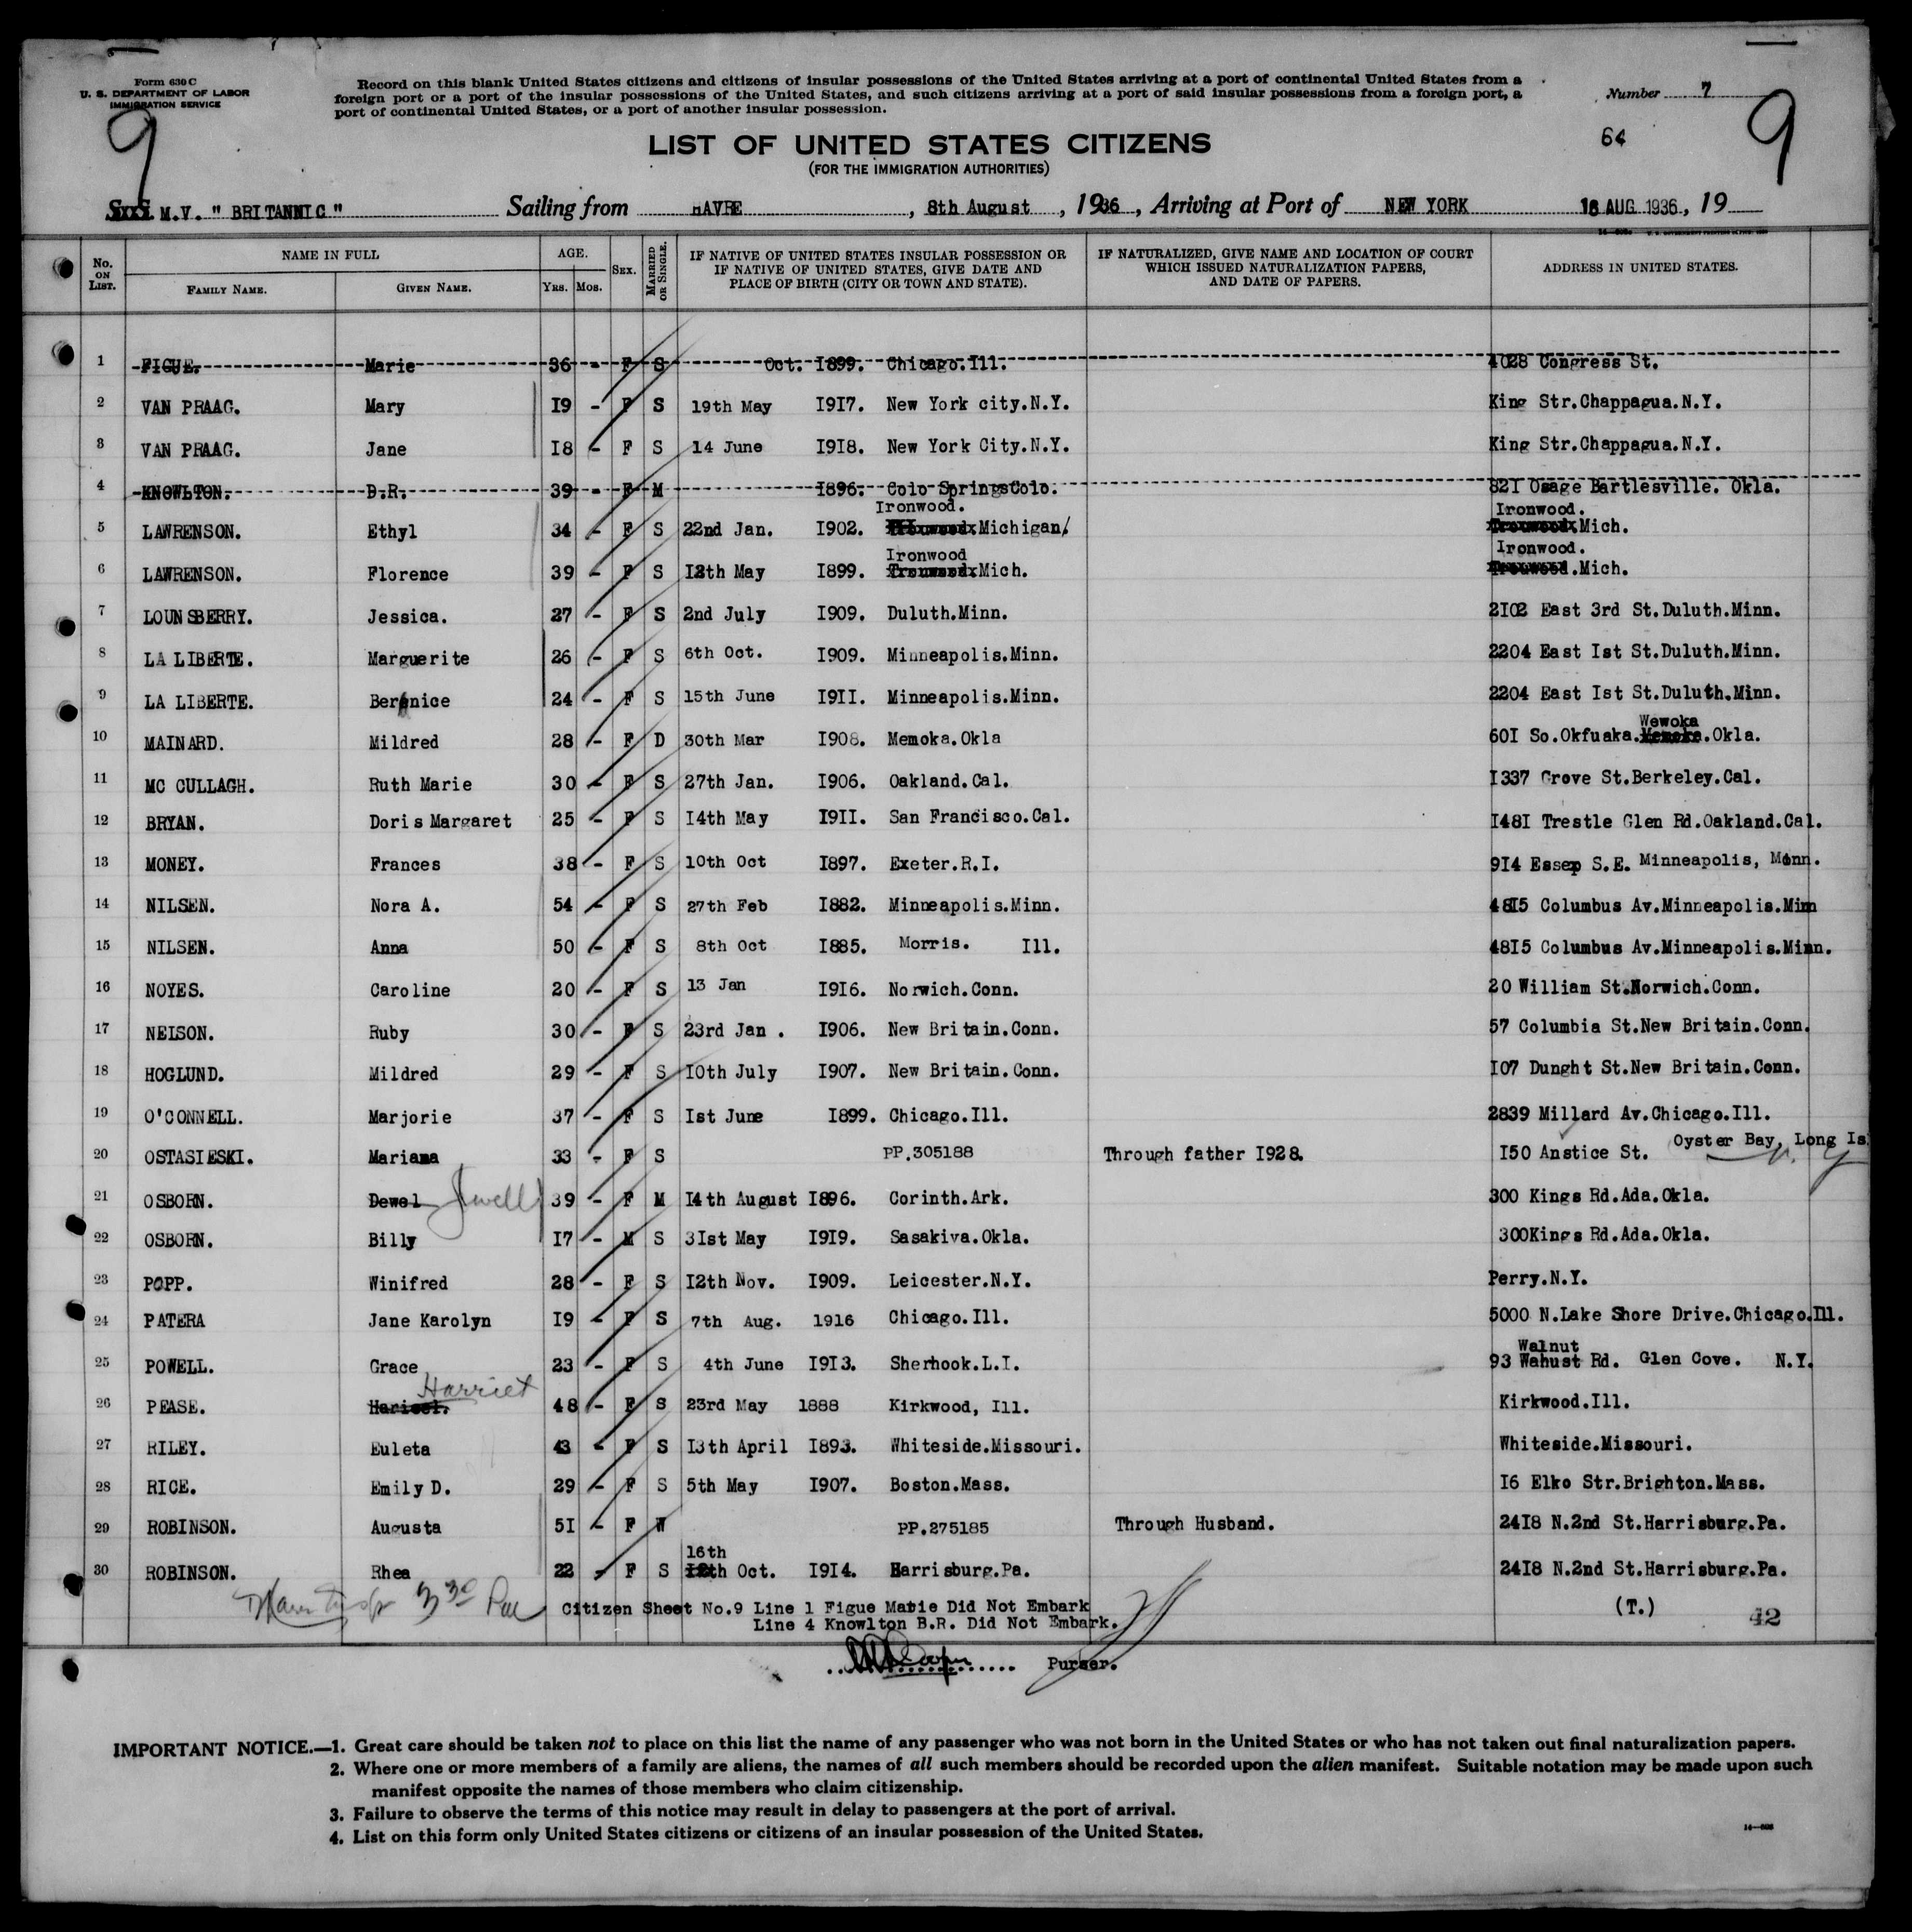 Form 630 C
U. S. DEPARTMENT OF LABOR
IMMIGRATION SERVICE
9
Record on this blank United States citizens and citizens of insular possessions of the United States arriving at a port of continental United States from a
foreign port or a port of the insular possessions of the United States, and such citizens arriving at a port of said insular possessions from a foreign port, a
port of continental United States, or a port of another insular possession.
Number 7
64
9
LIST OF UNITED STATES CITIZENS
(FOR THE IMMIGRATION AUTHORITIES)
M.V. " BRITANNIC " Sailing from HAVRE, 8th August, 1936, Arriving at Port of NEW YORK 16 AUG 1936, 19
No. ON LIST. NAME IN FULL FAMILY NAME. GIVEN NAME. AGE. YRS. MOS. SEX. MARRIED OR SINGLE. IF NATIVE OF UNITED STATES INSULAR POSSESSION OR IF NATIVE OF UNITED STATES, GIVE DATE AND PLACE OF BIRTH (CITY OR TOWN AND STATE). IF NATURALIZED, GIVE NAME AND LOCATION OF COURT WHICH ISSUED NATURALIZATION PAPERS, AND DATE OF PAPERS. ADDRESS IN UNITED STATES.
1 FIGUE. Marie 36 - F S Oct. 1899. Chicago.Ill. 4028 Congress St.
2 VAN PRAAG. Mary 19 - F S 19th May 1917. New York city.N.Y. King Str.Chappagua.N.Y.
3 VAN PRAAG. Jane 18 - F S 14 June 1918. New York City.N.Y. King Str.Chappagua.N.Y.
4 KNOWLTON. D.R. 39 - F M 1896. Colo SpringsColo. 821 Osage Bartlesville. Okla.
Ironwood. Ironwood.
5 LAWRENSON. Ethyl 34 - F S 22nd Jan. 1902. Michigan/ Mich.
Ironwood Ironwood.
6 LAWRENSON. Florence 39 - F S 18th May 1899. Mich. .Mich.
7 LOUNSBERRY. Jessica. 27 - F S 2nd July 1909. Duluth.Minn. 2102 East 3rd St.Duluth.Minn.
8 LA LIBERTE. Marguerite 26 - F S 6th Oct. 1909. Minneapolis.Minn. 2204 East 1st St.Duluth.Minn.
9 LA LIBERTE. Bernice 24 - F S 15th June 1911. Minneapolis.Minn. 2204 East 1st St.Duluth.Minn.
Wewoka
10 MAINARD. Mildred 28 - F D 30th Mar 1908. Memoka.Okla 601 So.Okfuaka.Memoka.Okla.
11 MC CULLAGH. Ruth Marie 30 - F S 27th Jan. 1906. Oakland.Cal. 1337 Grove St.Berkeley.Cal.
12 BRYAN. Doris Margaret 25 - F S 14th May 1911. San Francisco.Cal. 1481 Trestle Glen Rd.Oakland.Cal.
13 MONEY. Frances 38 - F S 10th Oct 1897. Exeter.R.I. 914 Essex S.E. Minneapolis, Minn.
14 NILSEN. Nora A. 54 - F S 27th Feb 1882. Minneapolis.Minn. 4815 Columbus Av.Minneapolis.Minn
15 NILSEN. Anna 50 - F S 8th Oct 1885. Morris. Ill. 4815 Columbus Av.Minneapolis.Minn.
16 NOYES. Caroline 20 - F S 13 Jan 1916. Norwich.Conn. 20 William St.Norwich.Conn.
17 NELSON. Ruby 30 - F S 23rd Jan . 1906. New Britain.Conn. 57 Columbia St.New Britain.Conn.
18 HOGLUND. Mildred 29 - F S 10th July 1907. New Britain.Conn. 107 Dunght St.New Britain.Conn.
19 O'CONNELL. Marjorie 37 - F S 1st June 1899. Chicago.Ill. 2839 Millard Av.Chicago.Ill.
20 OSTASIESKI. Mariana 33 - F S PP.305188 Through father 1928. 150 Anstice St. Oyster Bay, Long Is
21 OSBORN. Dewel Jewell 39 - F M 14th August 1896. Corinth.Ark. 300 Kings Rd.Ada.Okla.
22 OSBORN. Billy 17 - M S 31st May 1919. Sasakiva.Okla. 300Kings Rd.Ada.Okla.
23 POPP. Winifred 28 - F S 12th Nov. 1909. Leicester.N.Y. Perry.N.Y.
24 PATERA Jane Karolyn 19 - F S 7th Aug. 1916 Chicago.Ill. 5000 N.Lake Shore Drive.Chicago.Ill.
Walnut
25 POWELL. Grace 23 - F S 4th June 1913. Sherhook.L.I. 93 Wahust Rd. Glen Cove. N.Y.
Harriet
26 PEASE. 48 - F S 23rd May 1888 Kirkwood, Ill. Kirkwood.Ill.
27 RILEY. Euleta 43 - F S 13th April 1893. Whiteside.Missouri. Whiteside.Missouri.
28 RICE. Emily D. 29 - F S 5th May 1907. Boston.Mass. 16 Elko Str.Brighton.Mass.
29 ROBINSON. Augusta 51 - F W PP.275185 Through Husband. 2418 N.2nd St.Harrisburg.Pa.
16th
30 ROBINSON. Rhea 22 - F S 12th Oct. 1914. Harrisburg.Pa. 2418 N.2nd St.Harrisburg.Pa.
Citizen Sheet No.9 Line 1 Figue Marie Did Not Embark (T.) 42
Line 4 Knowlton B.R. Did Not Embark.
Purser.
IMPORTANT NOTICE.—1. Great care should be taken not to place on this list the name of any passenger who was not born in the United States or who has not taken out final naturalization papers.
2. Where one or more members of a family are aliens, the names of all such members should be recorded upon the alien manifest. Suitable notation may be made upon such
manifest opposite the names of those members who claim citizenship.
3. Failure to observe the terms of this notice may result in delay to passengers at the port of arrival.
4. List on this form only United States citizens or citizens of an insular possession of the United States.